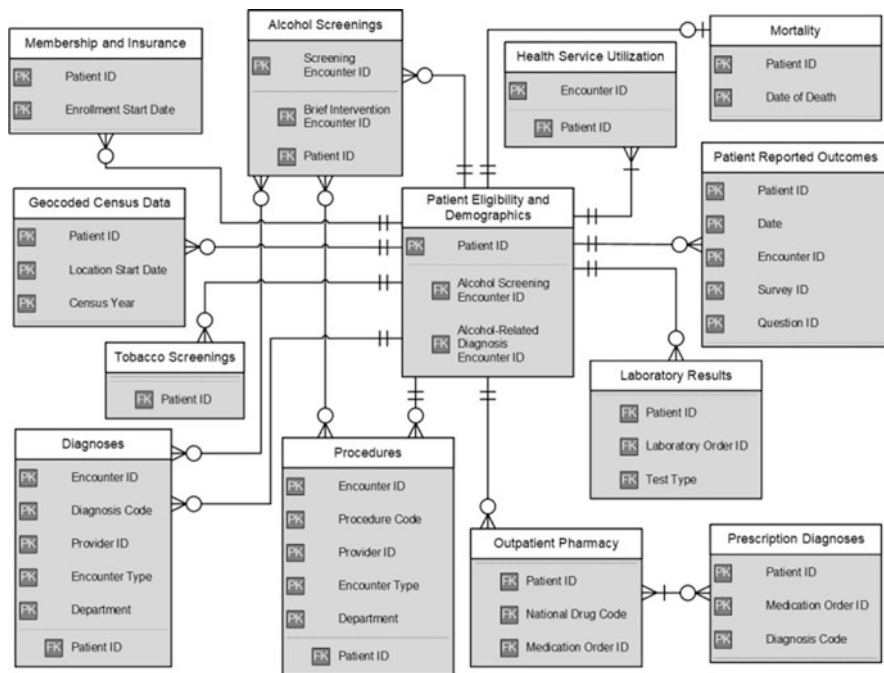 Membership and Insurance
PK Patient ID
PK Enrollment Start Date
Alcohol Screenings
PK Screening
Encounter ID
FK Brief Intervention
Encounter ID
FK Patient ID
Health Service Utilization
PK Encounter ID
FK Patient ID
Mortality
PK Patient ID
PK Date of Death
Geocoded Census Data
PK Patient ID
PK Location Start Date
PK Census Year
Patient Eligibility and
Demographics
PK Patient ID
FK Alcohol Screening
Encounter ID
FK Alcohol-Related
Diagnosis
Encounter ID
Patient Reported Outcomes
PK Patient ID
PK Date
PK Encounter ID
PK Survey ID
PK Question ID
Tobacco Screenings
FK Patient ID
Laboratory Results
FK Patient ID
FK Laboratory Order ID
FK Test Type
Diagnoses
PK Encounter ID
PK Diagnosis Code
PK Provider ID
PK Encounter Type
PK Department
FK Patient ID
Procedures
PK Encounter ID
PK Procedure Code
PK Provider ID
PK Encounter Type
PK Department
FK Patient ID
Outpatient Pharmacy
FK Patient ID
FK National Drug Code
FK Medication Order ID
Prescription Diagnoses
PK Patient ID
PK Medication Order ID
PK Diagnosis Code